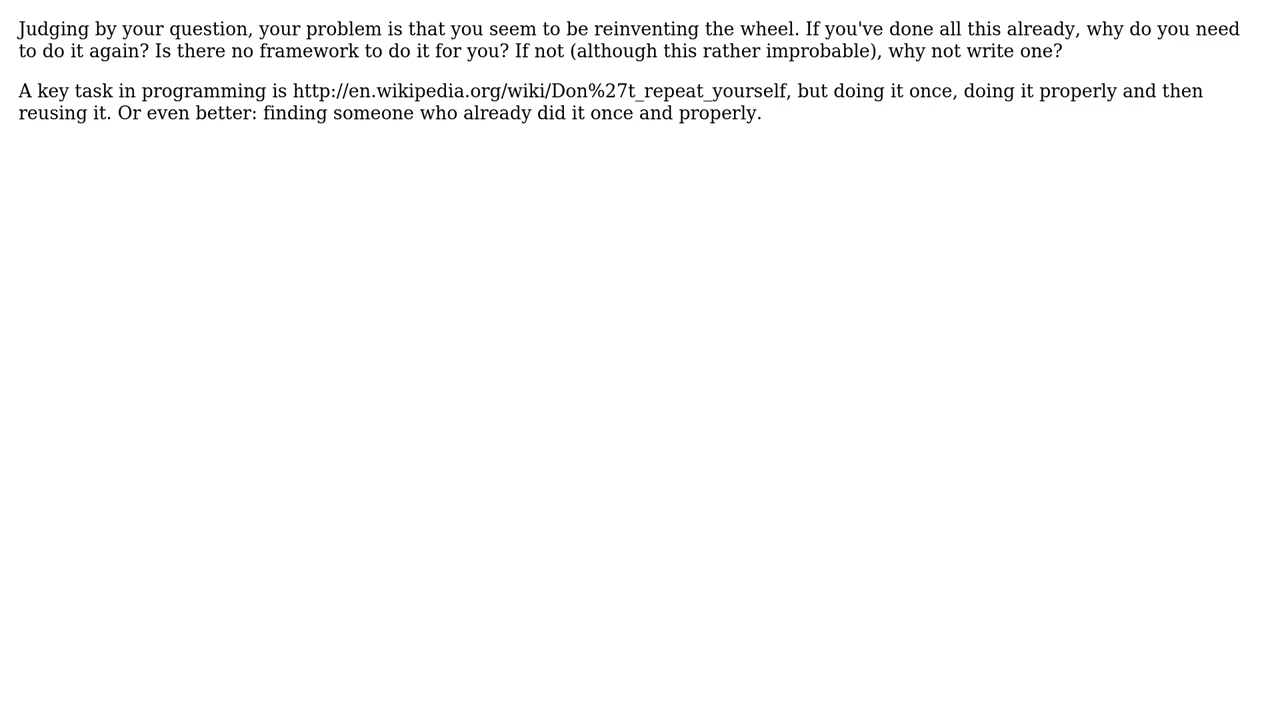 Judging by your question, your problem is that you seem to be reinventing the wheel. If you've done all this already, why do you need
to do it again? Is there no framework to do it for you? If not (although this rather improbable), why not write one?
A key task in programming is http://en.wikipedia.org/wiki/Don%27t_repeat_yourself, but doing it once, doing it properly and then
reusing it. Or even better: finding someone who already did it once and properly.